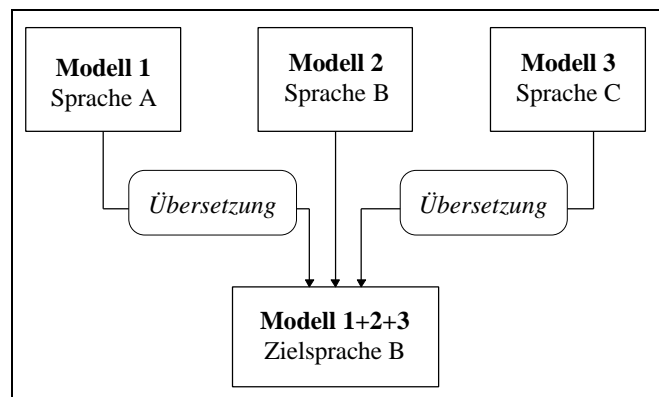 Modell 1
Sprache A
Modell 2
Sprache B
Modell 3
Sprache C
Übersetzung
Übersetzung
Modell 1+2+3
Zielsprache B